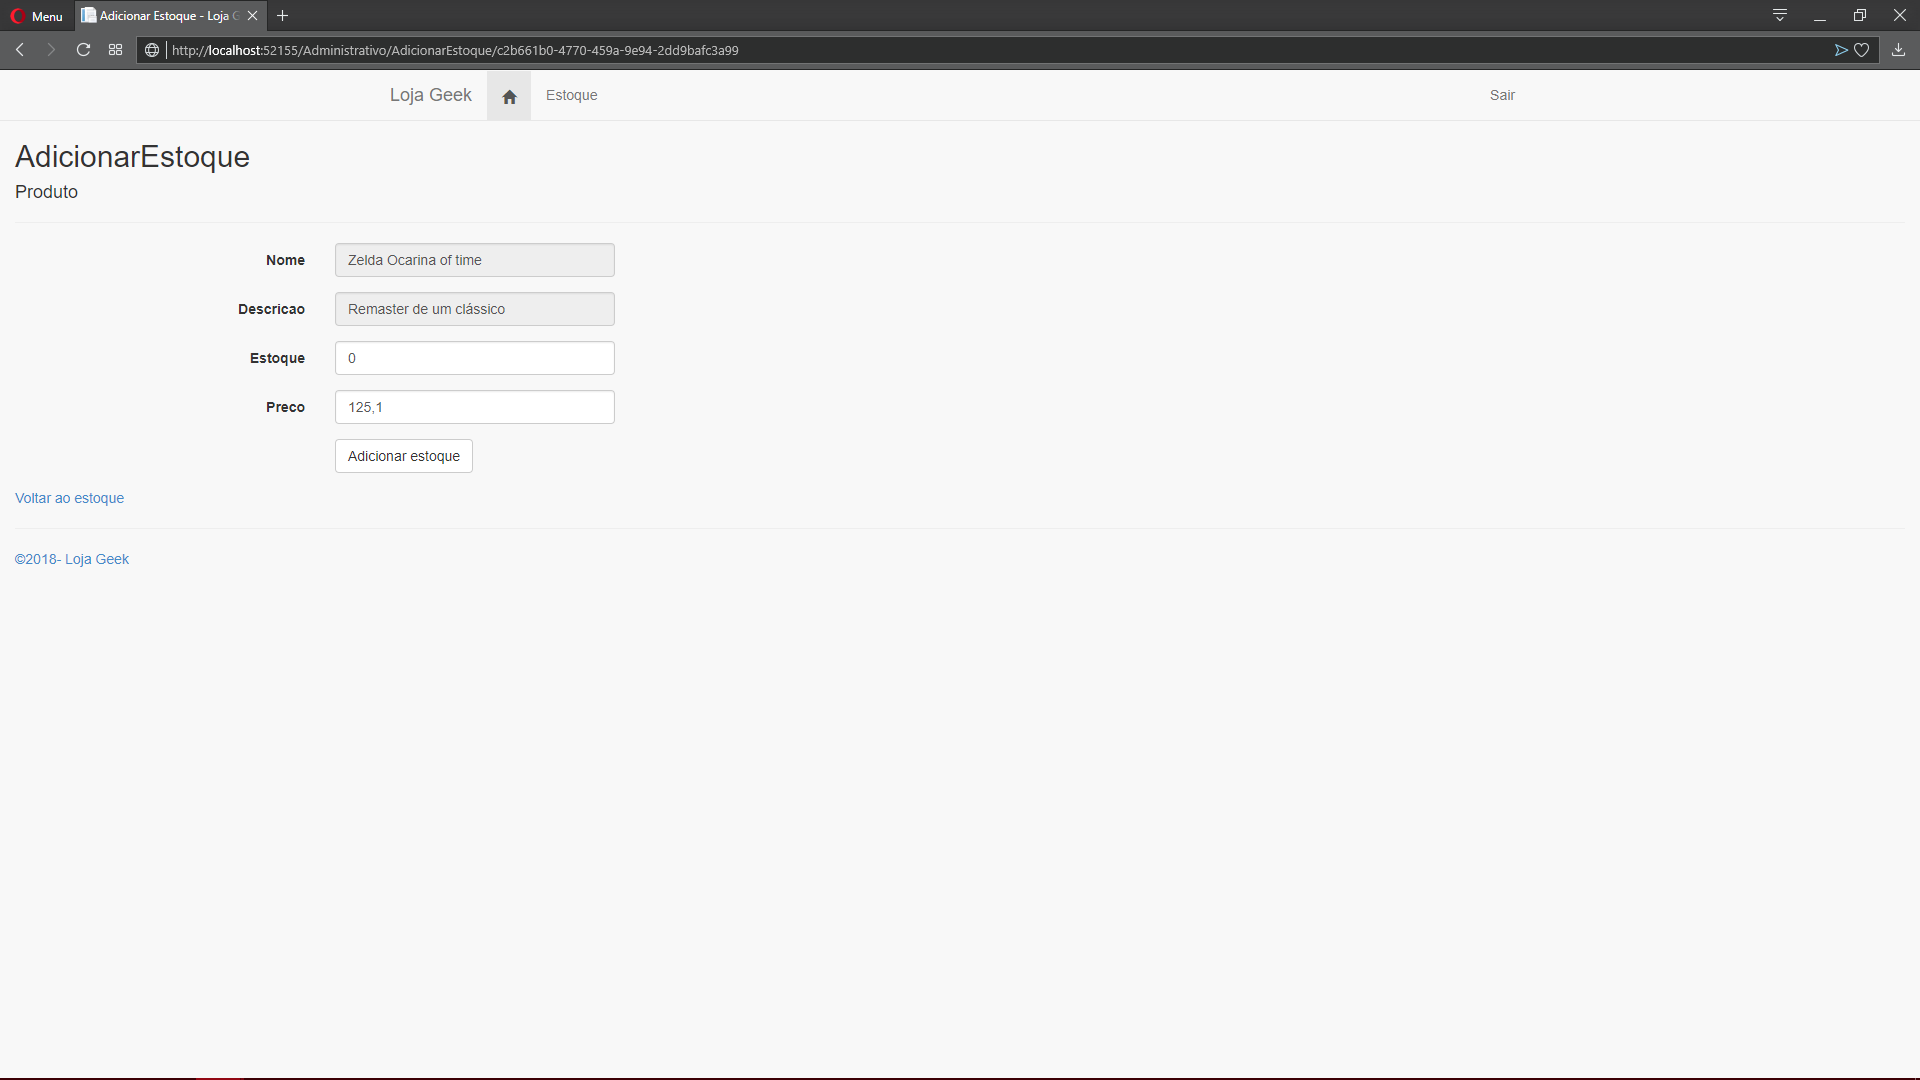 Menu
Adicionar Estoque - Loja G
http://localhost:52155/Administrativo/AdicionarEstoque/c2b661b0-4770-459a-9e94-2dd9bafc3a99
Loja Geek
Estoque
Sair
AdicionarEstoque
Produto
Nome
Zelda Ocarina of time
Descricao
Remaster de um clássico
Estoque
0
Preco
125,1
Adicionar estoque
Voltar ao estoque
©2018- Loja Geek